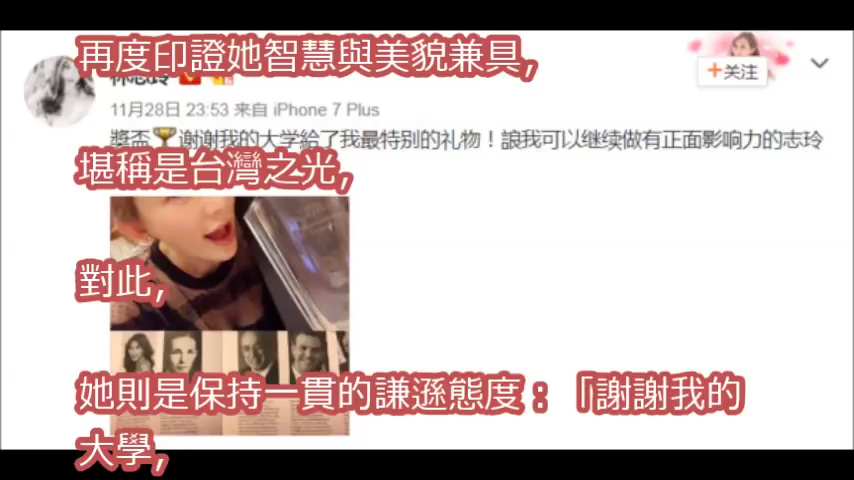 再度印證她智慧與美貌兼具,
+关注
11月28日 23:53 来自 iPhone 7 Plus
獎盃🏆谢谢我的大学給了我最特别的礼物！誏我可以继续做有正面影响力的志玲
堪稱是台灣之光,
對此,
她則是保持一貫的謙遜態度：「謝謝我的
大學,